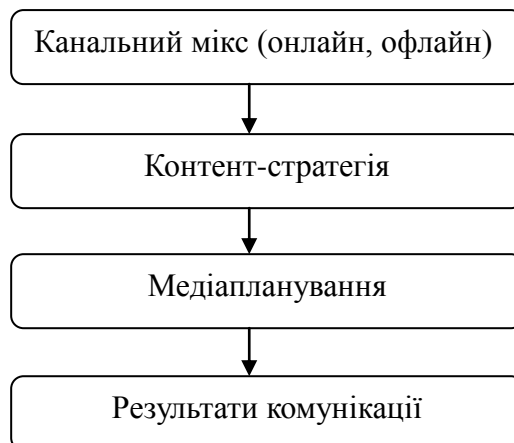 Канальний мікс (онлайн, офлайн)
Контент-стратегія
Медіапланування
Результати комунікації